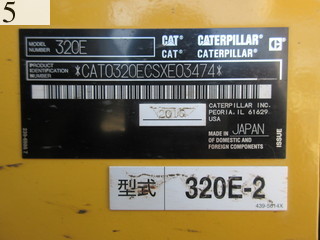 5
MODEL 320E
CAT CATERPILLAR C
CAT® CATERPILLAR®
PRODUCT IDENTIFICATION NUMBER *CAT0320ECSXE03474*
CATERPILLAR INC.
PEORIA, IL 61629
USA
MADE IN JAPAN
OF DOMESTIC AND
FOREIGN COMPONENTS
ISSUE
型式 320E-2